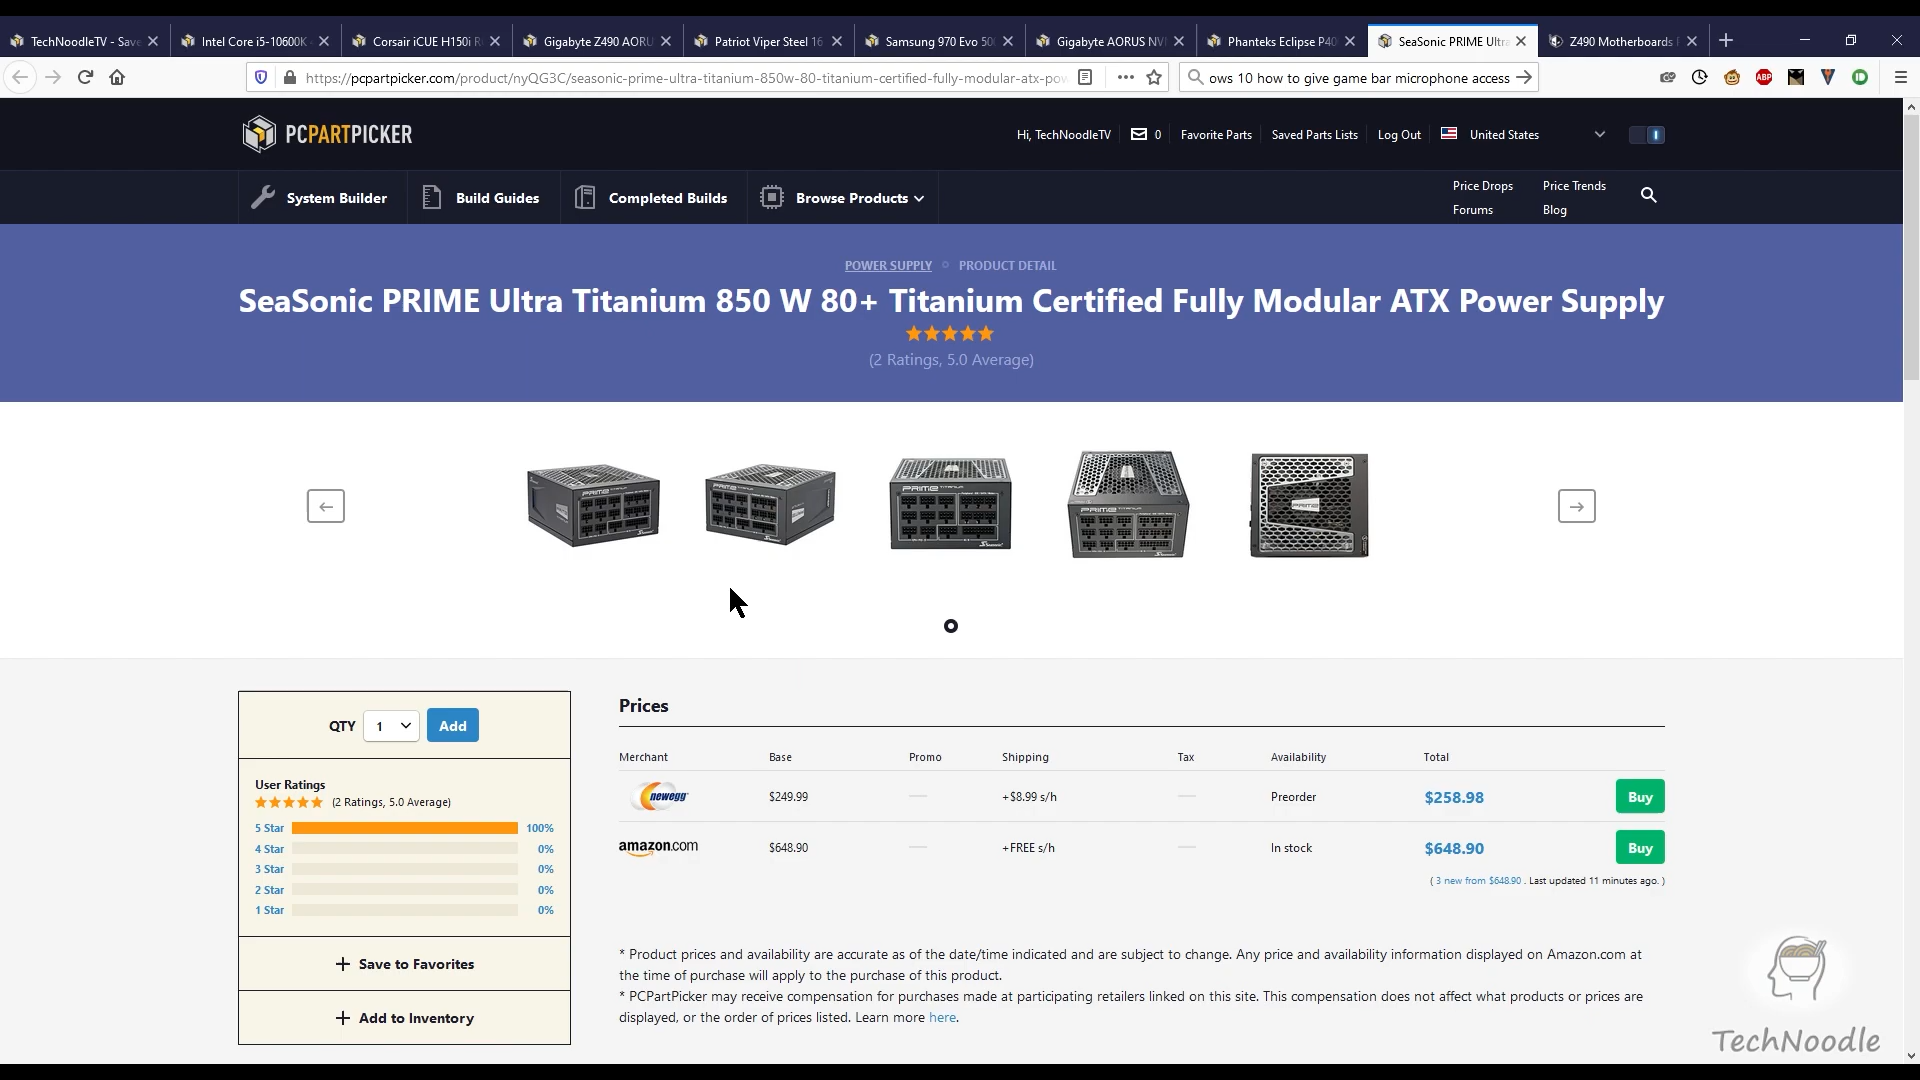 TechNoodleTV - Save
Intel Core i5-10600K
Corsair iCUE H150i R
Gigabyte Z490 AORU
Patriot Viper Steel 16
Samsung 970 Evo 50
Gigabyte AORUS NV
Phanteks Eclipse P40
SeaSonic PRIME Ultra
Z490 Motherboards
https://pcpartpicker.com/product/nyQG3C/seasonic-prime-ultra-titanium-850w-80-titanium-certified-fully-modular-atx-pow
ows 10 how to give game bar microphone access
ABP
PCPARTPICKER
Hi, TechNoodleTV
0
Favorite Parts
Saved Parts Lists
Log Out
United States
System Builder
Build Guides
Completed Builds
Browse Products
Price Drops
Price Trends
Forums
Blog
POWER SUPPLY
PRODUCT DETAIL
SeaSonic PRIME Ultra Titanium 850 W 80+ Titanium Certified Fully Modular ATX Power Supply
(2 Ratings, 5.0 Average)
QTY 1 Add
User Ratings
(2 Ratings, 5.0 Average)
5 Star 100%
4 Star 0%
3 Star 0%
2 Star 0%
1 Star 0%
+ Save to Favorites
+ Add to Inventory
Prices
Merchant Base Promo Shipping Tax Availability Total
newegg $249.99 — +$8.99 s/h — Preorder $258.98 Buy
amazon.com $648.90 — +FREE s/h — In stock $648.90 Buy
( 3 new from $648.90 . Last updated 11 minutes ago. )
* Product prices and availability are accurate as of the date/time indicated and are subject to change. Any price and availability information displayed on Amazon.com at
the time of purchase will apply to the purchase of this product.
* PCPartPicker may receive compensation for purchases made at participating retailers linked on this site. This compensation does not affect what products or prices are
displayed, or the order of prices listed. Learn more here.
TechNoodle